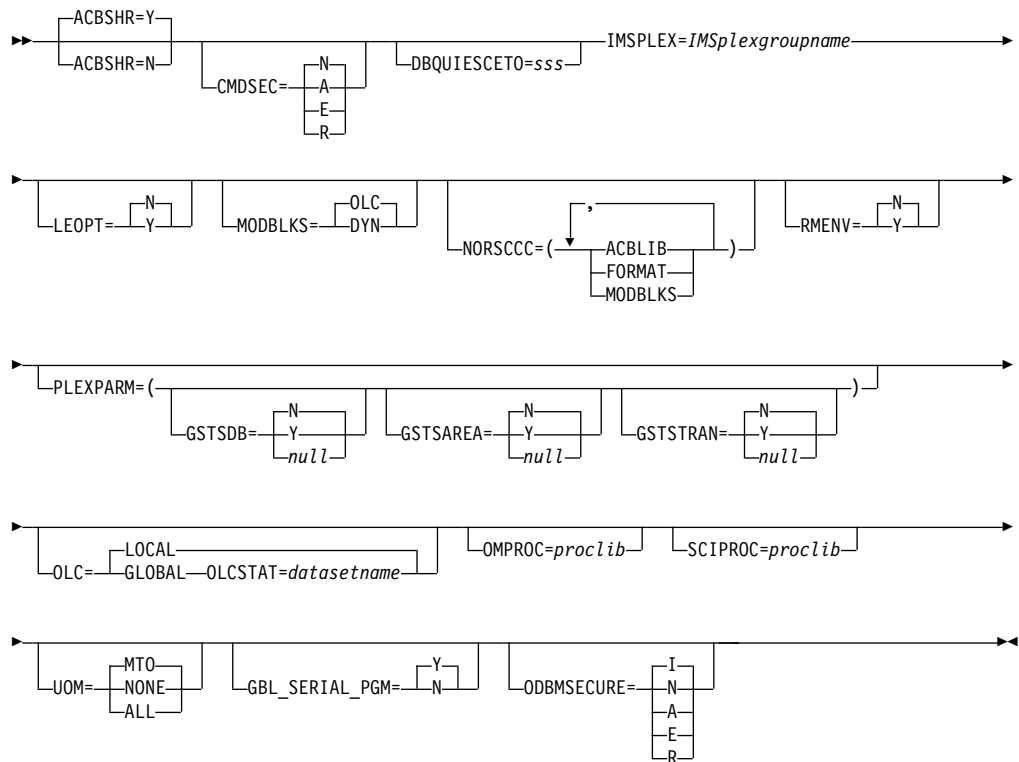 ACBSHR=Y
ACBSHR=N
CMDSEC=
N
A
E
R
DBQUIESCETO=sss
IMSPLEX=IMSplexgroupname
LEOPT=
N
Y
MODBLKS=
OLC
DYN
NORSCCC=(
,
ACBLIB
FORMAT
MODBLKS
)
RMENV=
N
Y
PLEXPARM=(
GSTSDB=
N
Y
null
GSTSAREA=
N
Y
null
GSTSTRAN=
N
Y
null
)
OLC=
LOCAL
GLOBAL OLCSTAT=datasetname
OMPROC=proclib
SCIPROC=proclib
UOM=
MTO
NONE
ALL
GBL_SERIAL_PGM=
Y
N
ODBMSECURE=
I
N
A
E
R